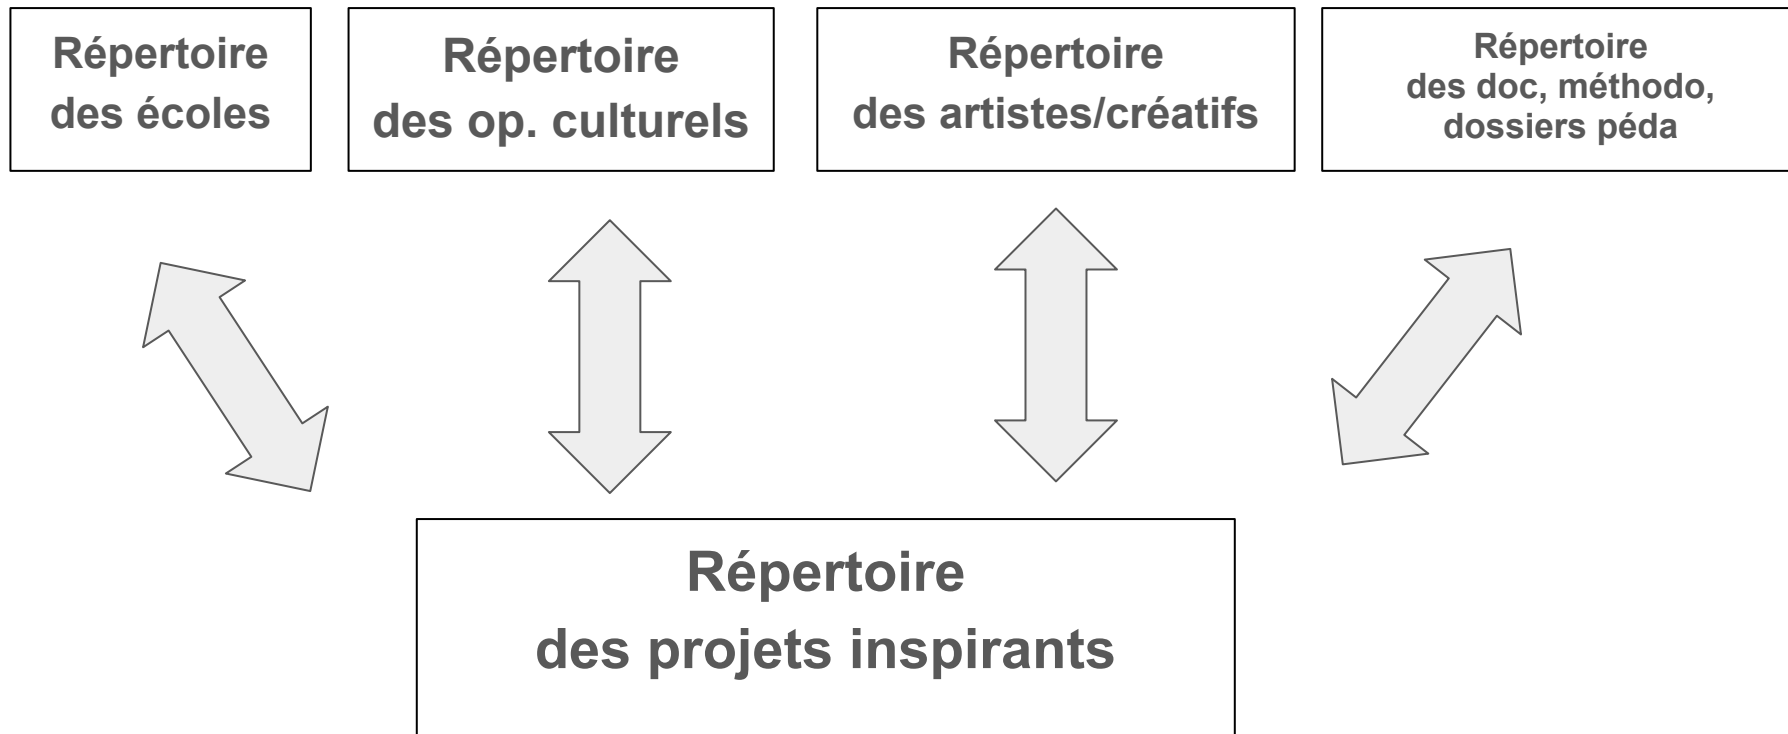 Répertoire
des écoles
Répertoire
des op. culturels
Répertoire
des artistes/créatifs
Répertoire
des doc, méthodo,
dossiers péda
Répertoire
des projets inspirants